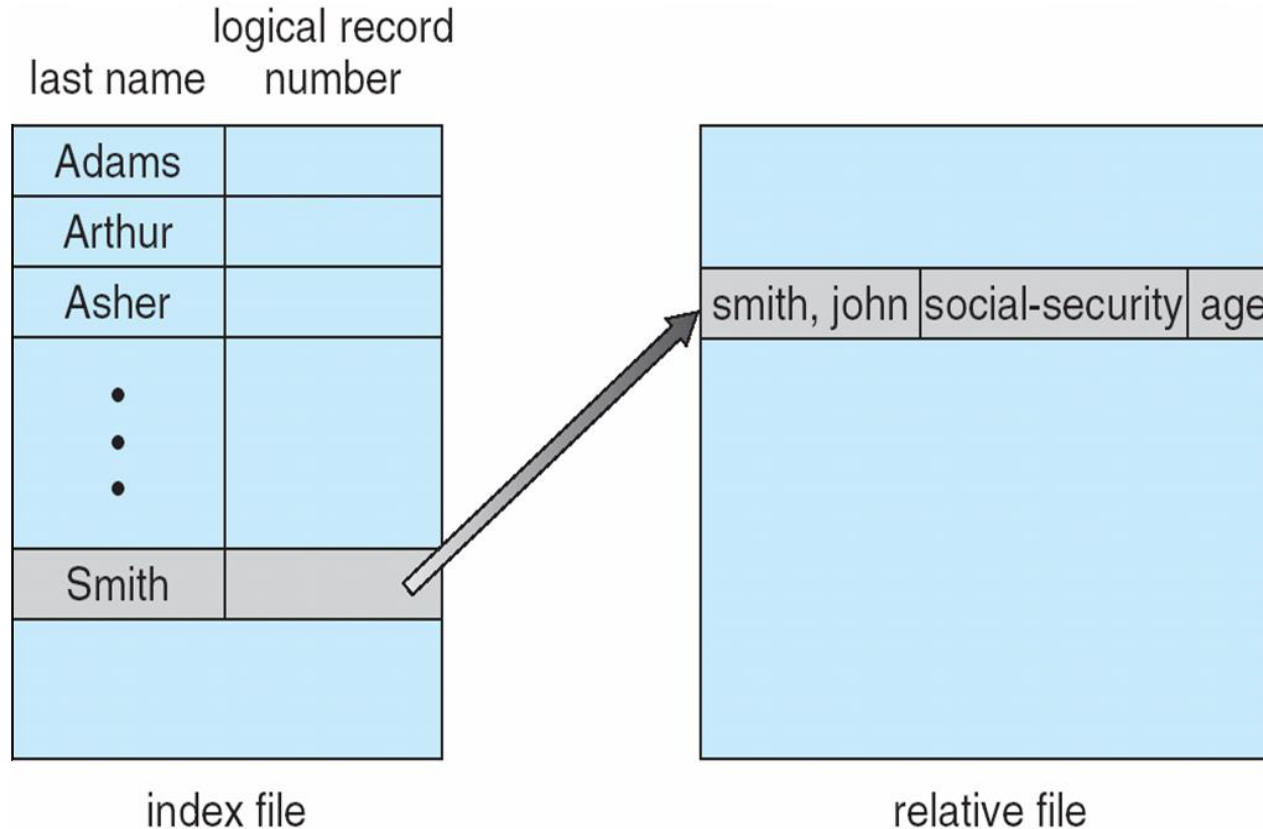 logical record
last name number
Adams
Arthur
Asher
Smith
smith, john social-security age
index file relative file